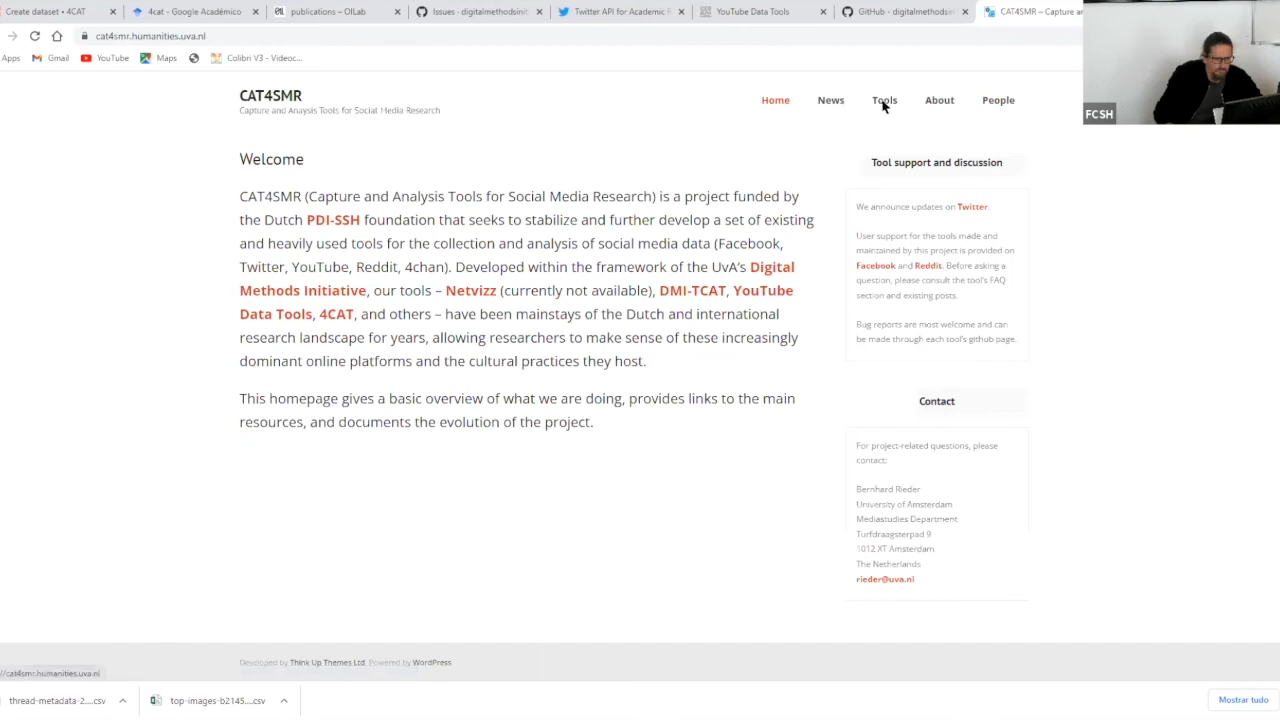 Create dataset • 4CAT
4cat - Google Académico
publications – OILab
Issues · digitalmethodsinit
Twitter API for Academic R
YouTube Data Tools
GitHub - digitalmethodsi
CAT4SMR – Capture an
cat4smr.humanities.uva.nl
Apps
Gmail
YouTube
Maps
Colibri V3 - Videoc...
CAT4SMR
Capture and Anaysis Tools for Social Media Research
Home
News
Tools
About
People
FCSH
Welcome
CAT4SMR (Capture and Analysis Tools for Social Media Research) is a project funded by
the Dutch PDI-SSH foundation that seeks to stabilize and further develop a set of existing
and heavily used tools for the collection and analysis of social media data (Facebook,
Twitter, YouTube, Reddit, 4chan). Developed within the framework of the UvA's Digital
Methods Initiative, our tools – Netvizz (currently not available), DMI-TCAT, YouTube
Data Tools, 4CAT, and others – have been mainstays of the Dutch and international
research landscape for years, allowing researchers to make sense of these increasingly
dominant online platforms and the cultural practices they host.
This homepage gives a basic overview of what we are doing, provides links to the main
resources, and documents the evolution of the project.
Tool support and discussion
We announce updates on Twitter.
User support for the tools made and
maintained by this project is provided on
Facebook and Reddit. Before asking a
question, please consult the tool's FAQ
section and existing posts.
Bug reports are most welcome and can
be made through each tool's github page.
Contact
For project-related questions, please
contact:
Bernhard Rieder
University of Amsterdam
Mediastudies Department
Turfdraagsterpad 9
1012 XT Amsterdam
The Netherlands
rieder@uva.nl
Developed by Think Up Themes Ltd. Powered by WordPress
//cat4smr.humanities.uva.nl
thread-metadata-2....csv
top-images-b2145....csv
Mostrar tudo